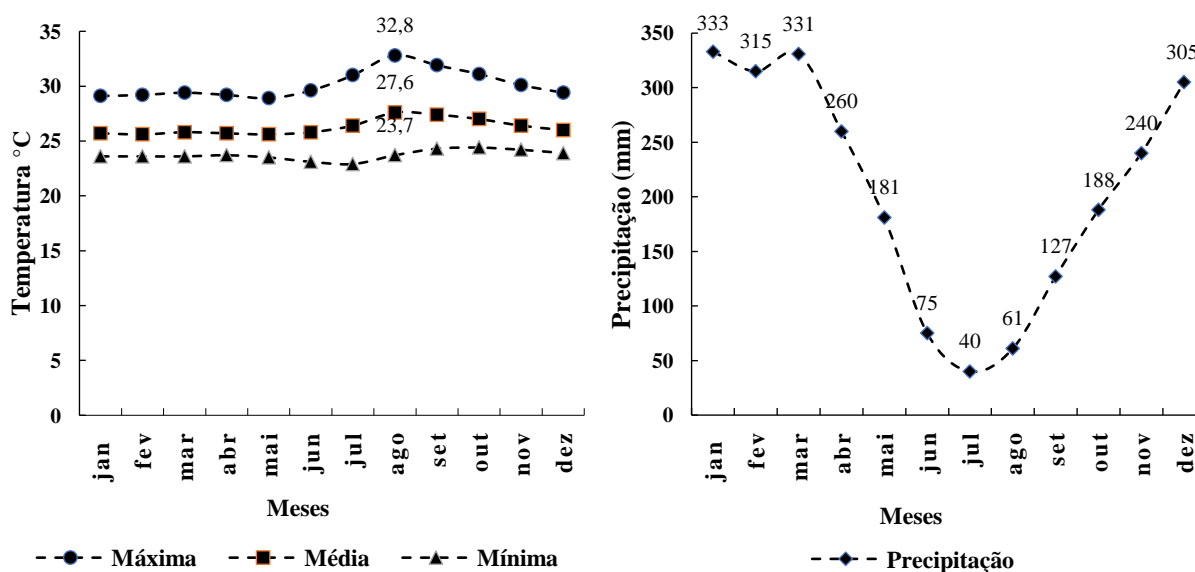 Temperatura °C
35
30
25
20
15
10
5
0
32,8
27,6
23,7
jan
fev
mar
abr
mai
jun
jul
ago
set
out
nov
dez
Meses
Máxima Média Mínima
Precipitação (mm)
350
300
250
200
150
100
50
0
333
315
331
260
181
75
40
61
127
188
240
305
jan
fev
mar
abr
mai
jun
jul
ago
set
out
nov
dez
Meses
Precipitação